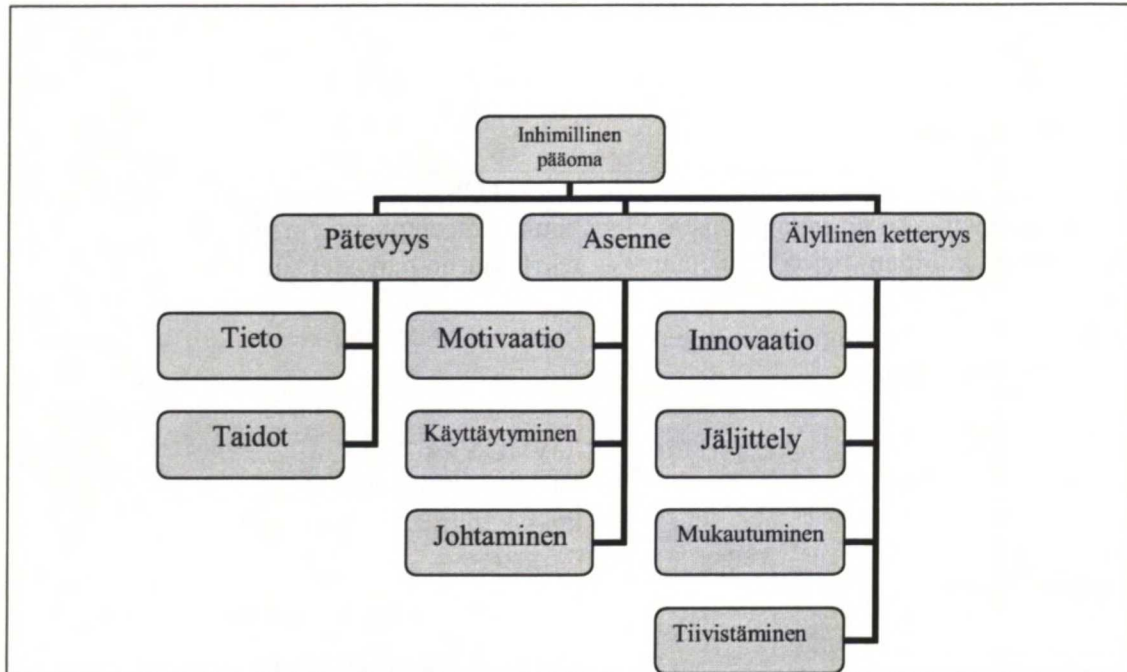 Inhimillinen
pääoma
Pätevyys
Asenne
Älyllinen ketteryys
Tieto
Motivaatio
Innovaatio
Taidot
Käyttäytyminen
Jäljittely
Johtaminen
Mukautuminen
Tiivistäminen